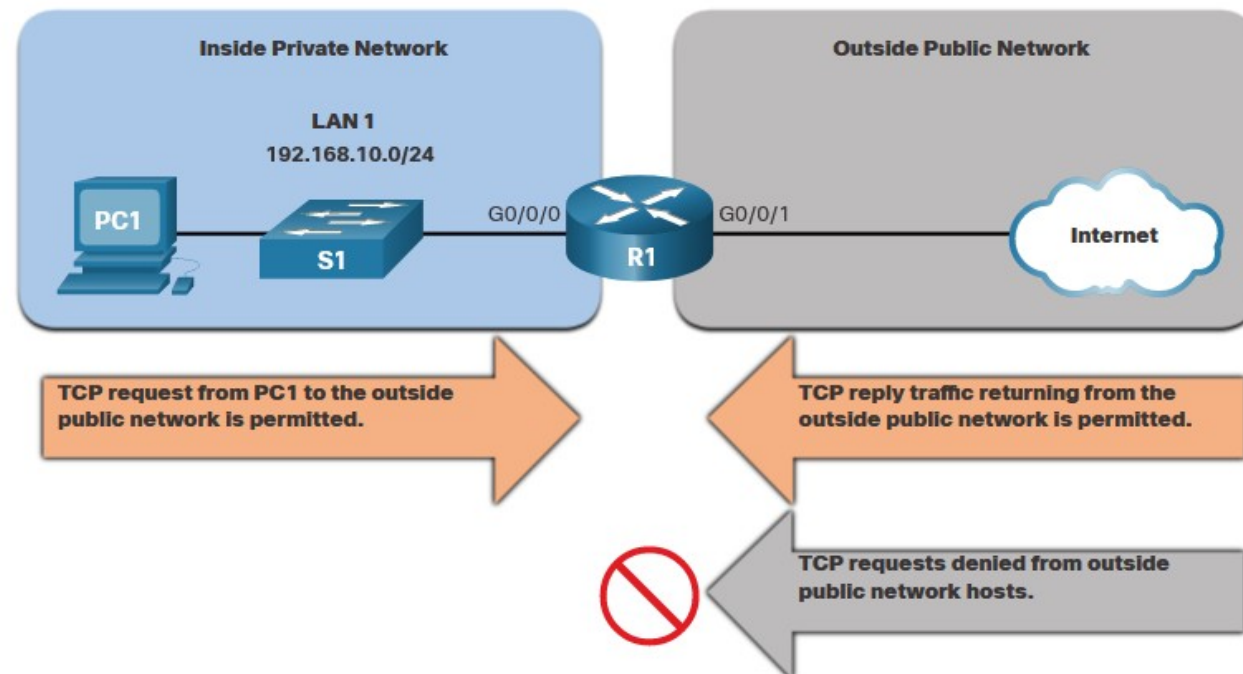 Inside Private Network
Outside Public Network
LAN 1
192.168.10.0/24
PC1
S1
G0/0/0
R1
G0/0/1
Internet
TCP request from PC1 to the outside
public network is permitted.
TCP reply traffic returning from the
outside public network is permitted.
TCP requests denied from outside
public network hosts.